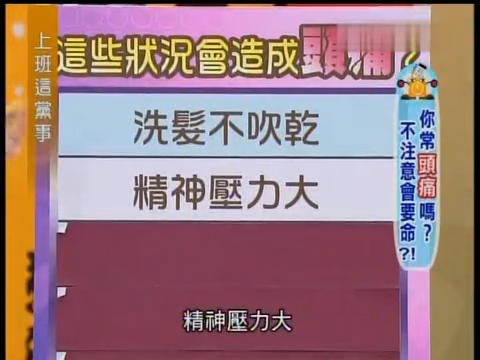 上班這黨事
這些狀況會造成頭痛?
洗髮不吹乾
精神壓力大
你常頭痛嗎?
不注意會要命?!
精神壓力大